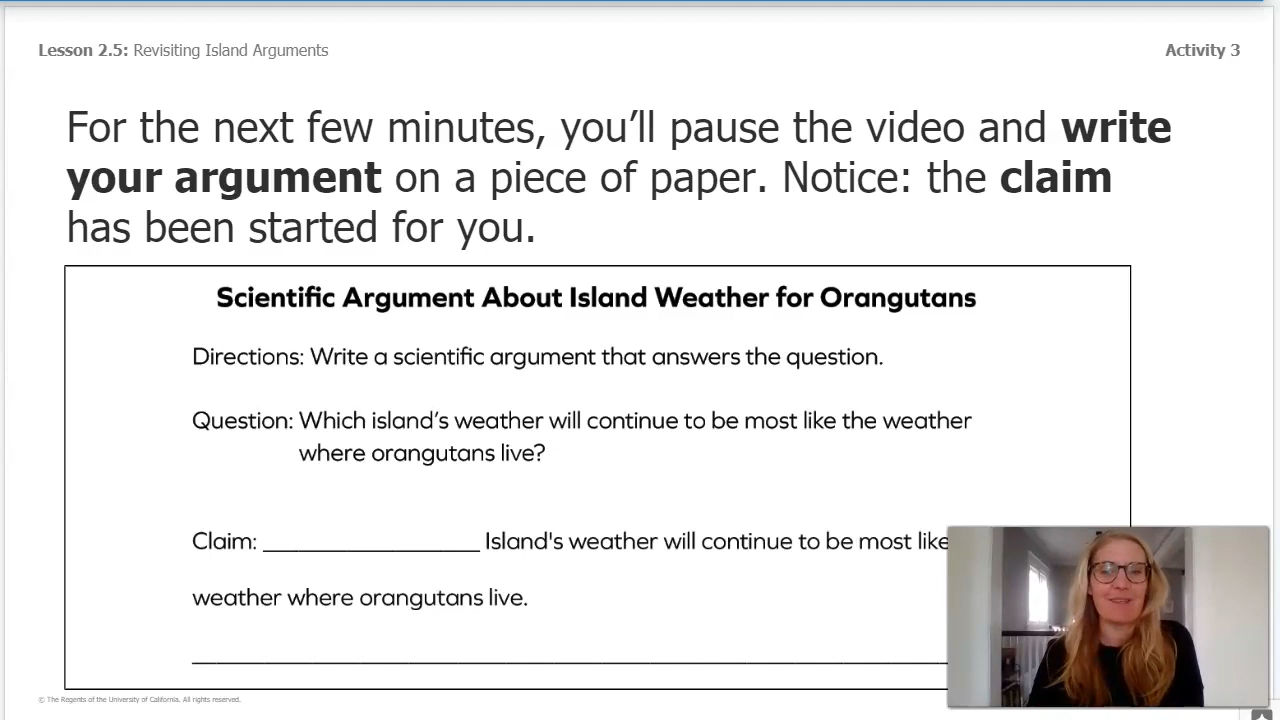 Lesson 2.5: Revisiting Island Arguments
Activity 3
For the next few minutes, you’ll pause the video and write
your argument on a piece of paper. Notice: the claim
has been started for you.
Scientific Argument About Island Weather for Orangutans
Directions: Write a scientific argument that answers the question.
Question: Which island’s weather will continue to be most like the weather
where orangutans live?
Claim: __________________ Island's weather will continue to be most like
weather where orangutans live.
© The Regents of the University of California. All rights reserved.